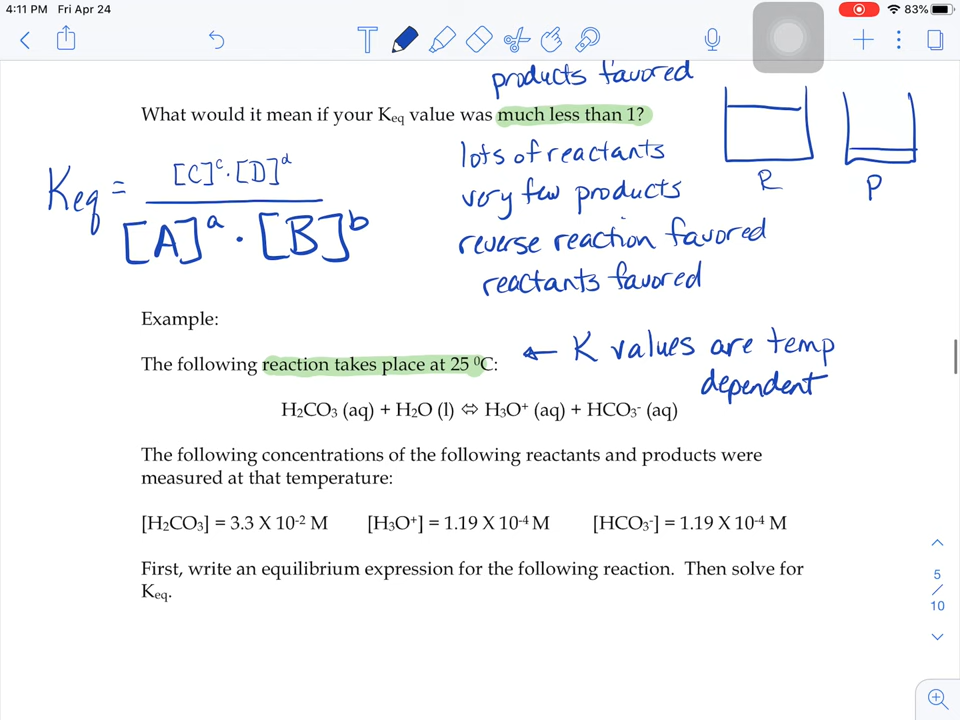 4:11 PM Fri Apr 24
83%
T
products favored
What would it mean if your Keq value was much less than 1?
lots of reactants
very few products
reverse reaction favored
reactants favored
R
P
Keq = [C]ᶜ · [D]ᵈ
[A]ᵃ · [B]ᵇ
Example:
The following reaction takes place at 25 ⁰C:
← K values are temp
dependent
H₂CO₃ (aq) + H₂O (l) ⇔ H₃O⁺ (aq) + HCO₃⁻ (aq)
The following concentrations of the following reactants and products were
measured at that temperature:
[H₂CO₃] = 3.3 X 10⁻² M [H₃O⁺] = 1.19 X 10⁻⁴ M [HCO₃⁻] = 1.19 X 10⁻⁴ M
First, write an equilibrium expression for the following reaction. Then solve for
Keq.
5
/
10